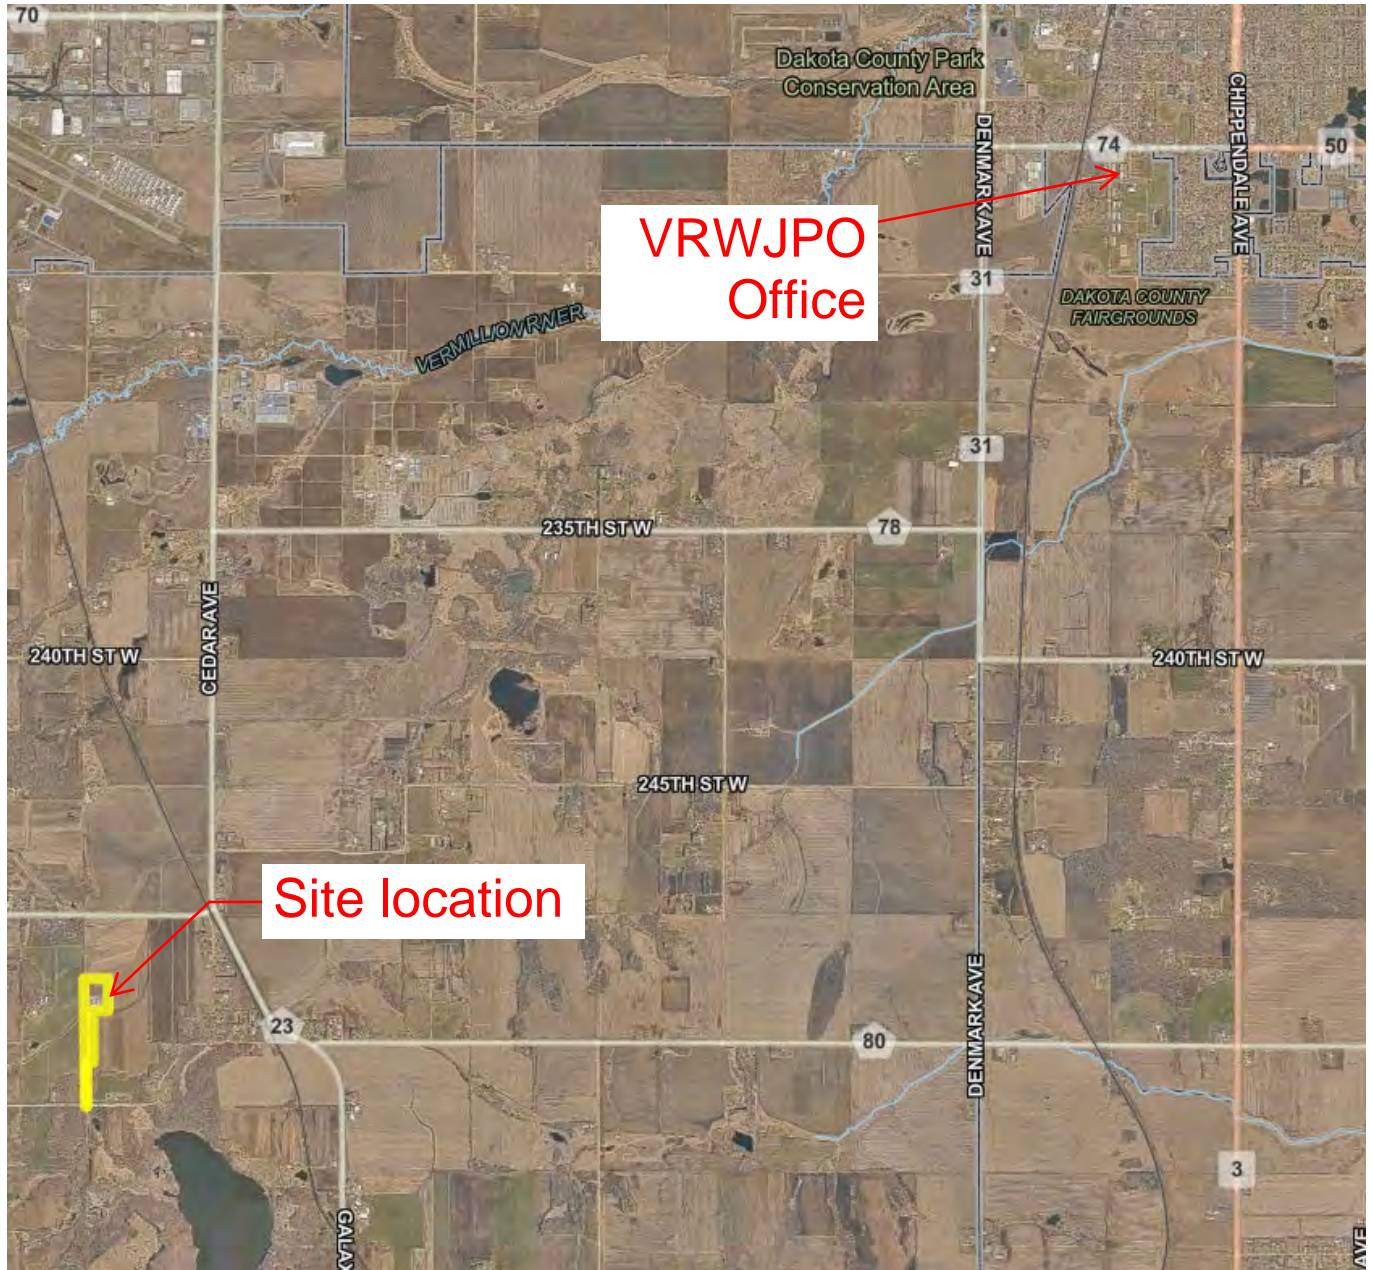 70
Dakota County Park
Conservation Area
DENMARK AVE
74
CHIPPENDALE AVE
50
VRWJPO
Office
31
DAKOTA COUNTY
FAIRGROUNDS
VERMILLION RIVER
31
235TH ST W
78
CEDAR AVE
240TH ST W
240TH ST W
245TH ST W
Site location
23
80
DENMARK AVE
3
GALAX
AVE